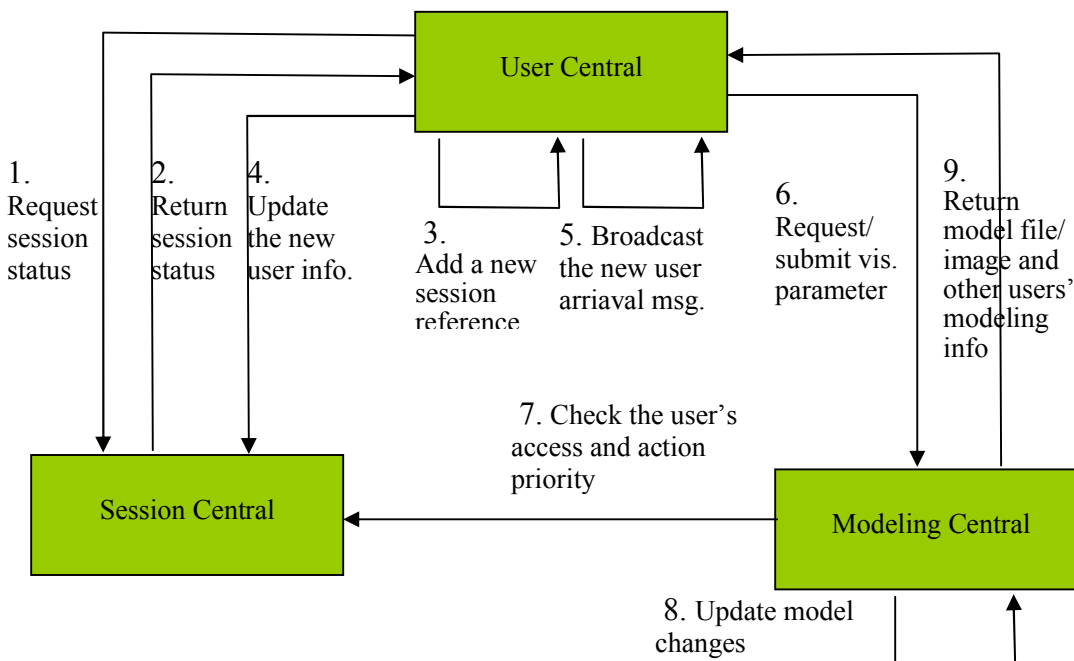 User Central
1.
Request
session
status
2.
Return
session
status
4.
Update
the new
user info.
3.
Add a new
session
reference
5. Broadcast
the new user
arriaval msg.
6.
Request/
submit vis.
parameter
9.
Return
model file/
image and
other users'
modeling
info
7. Check the user's
access and action
priority
Session Central
Modeling Central
8. Update model
changes